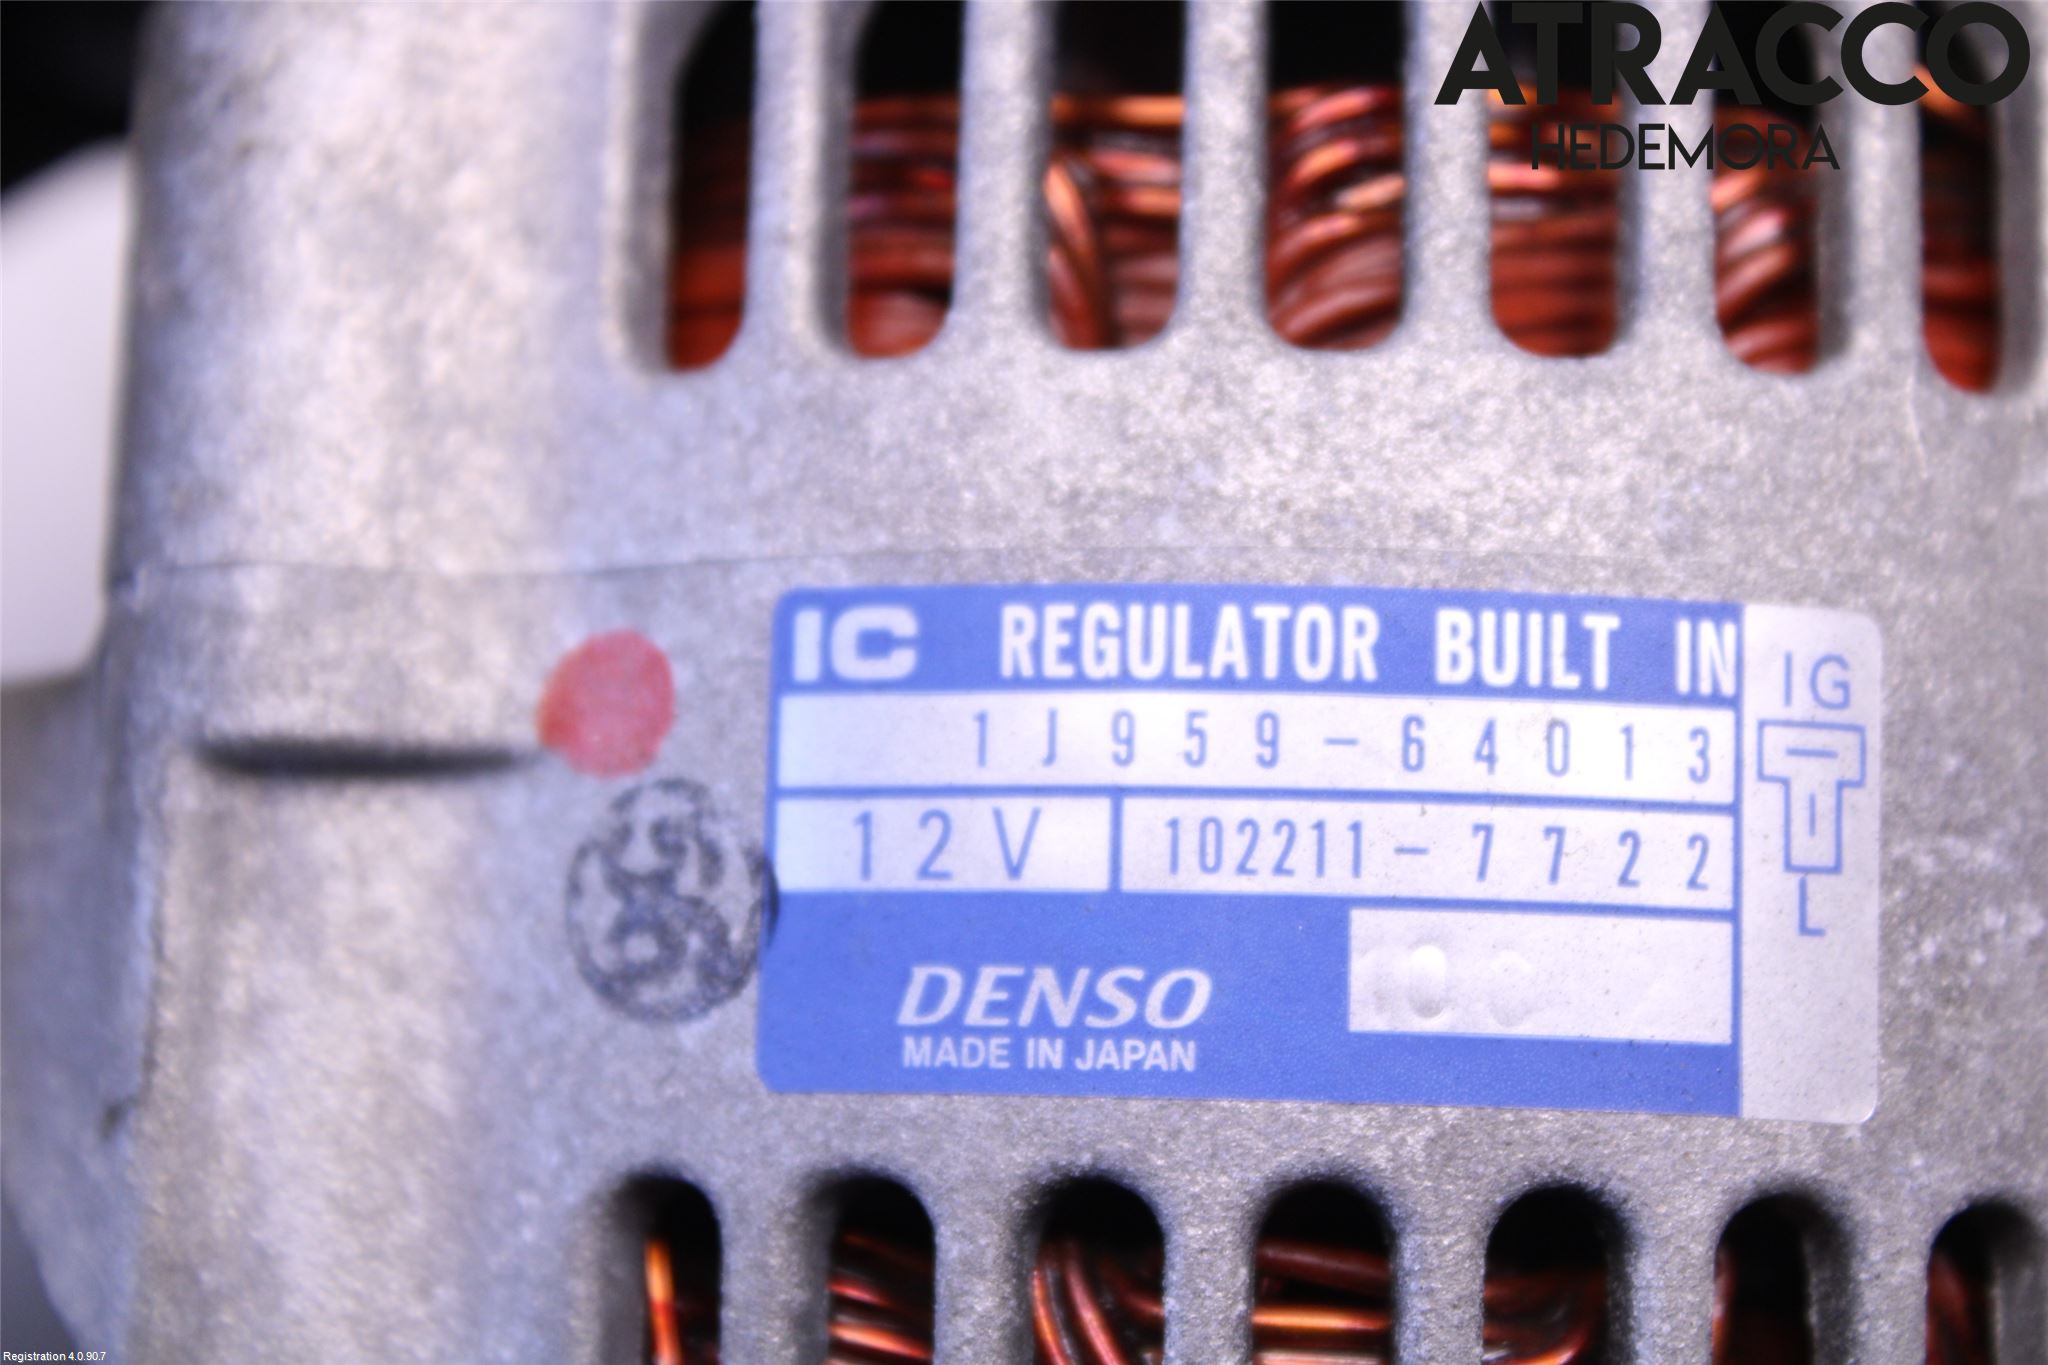 ATRACCO
HEDEMORA
IC REGULATOR BUILT IN
IG
1J959-64013
12V 102211-7722
L
DENSO
MADE IN JAPAN
Registration 4.0.90.7